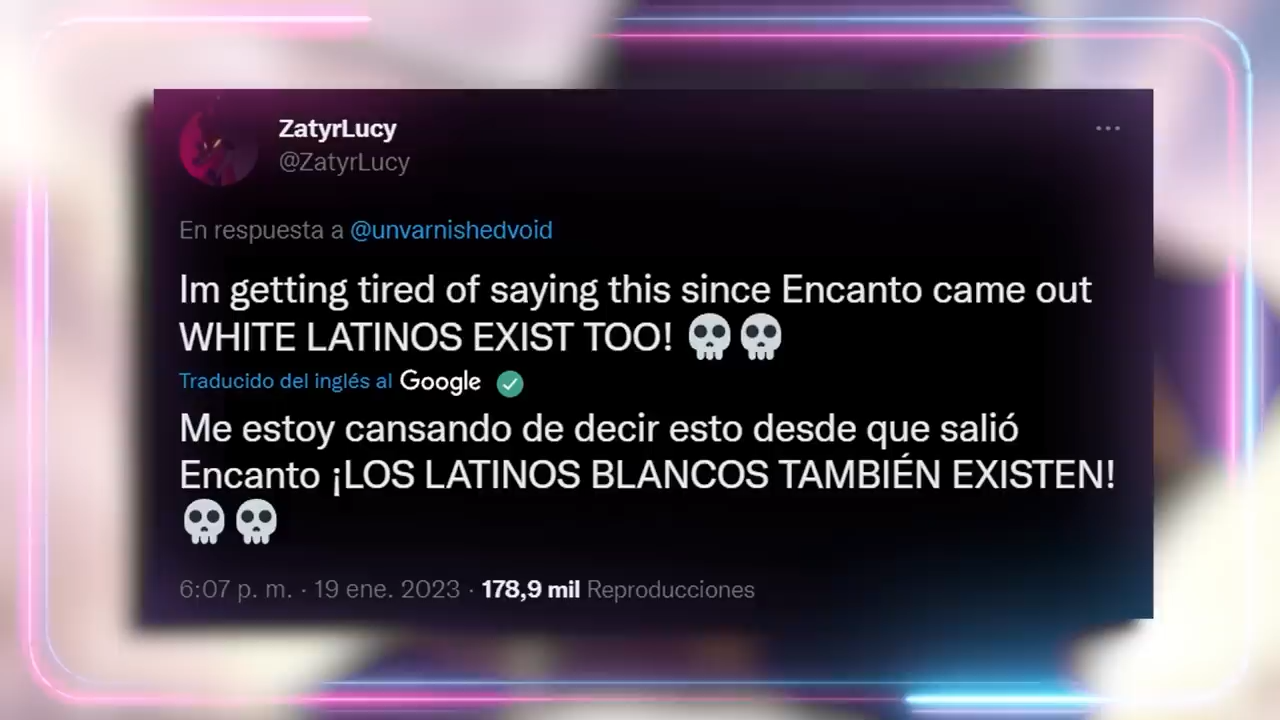 ZatyrLucy
@ZatyrLucy
En respuesta a @unvarnishedvoid
Im getting tired of saying this since Encanto came out
WHITE LATINOS EXIST TOO! 💀💀
Traducido del inglés al Google
Me estoy cansando de decir esto desde que salió
Encanto ¡LOS LATINOS BLANCOS TAMBIÉN EXISTEN!
💀💀
6:07 p. m. · 19 ene. 2023 · 178,9 mil Reproducciones